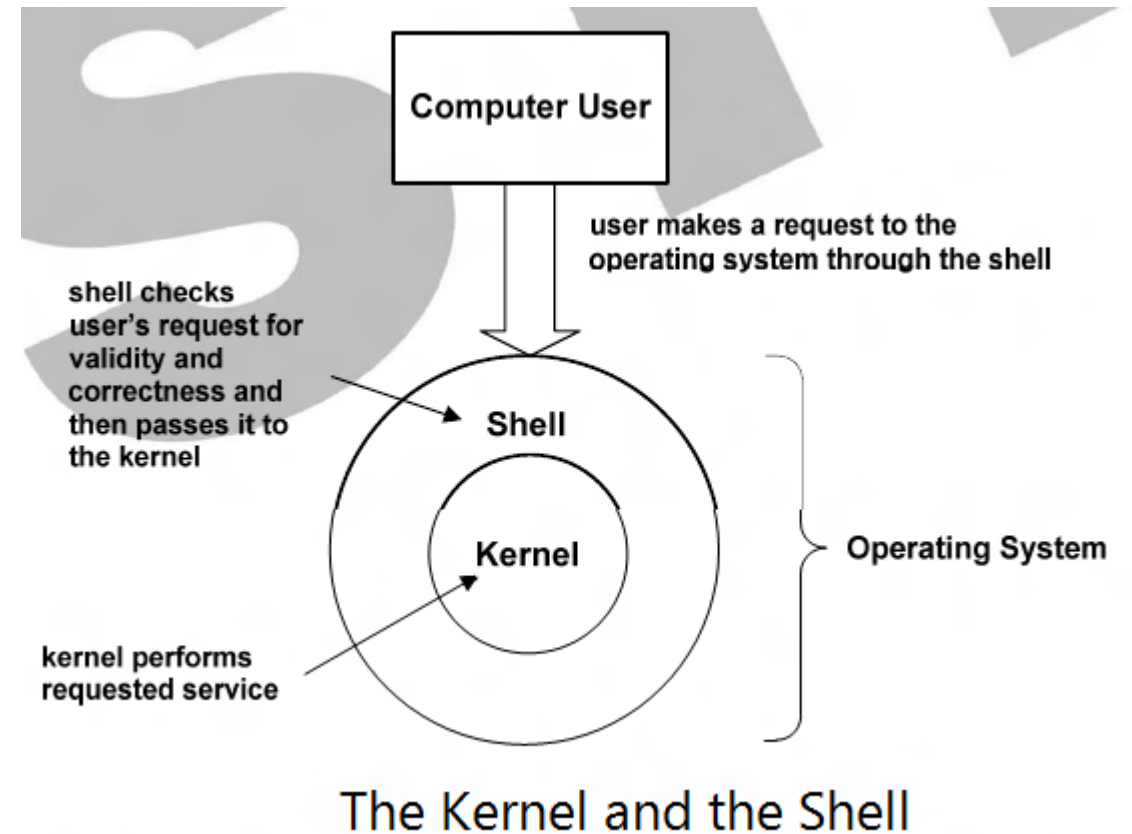 Computer User
user makes a request to the
operating system through the shell
shell checks
user's request for
validity and
correctness and
then passes it to
the kernel
Shell
Kernel
Operating System
kernel performs
requested service
The Kernel and the Shell